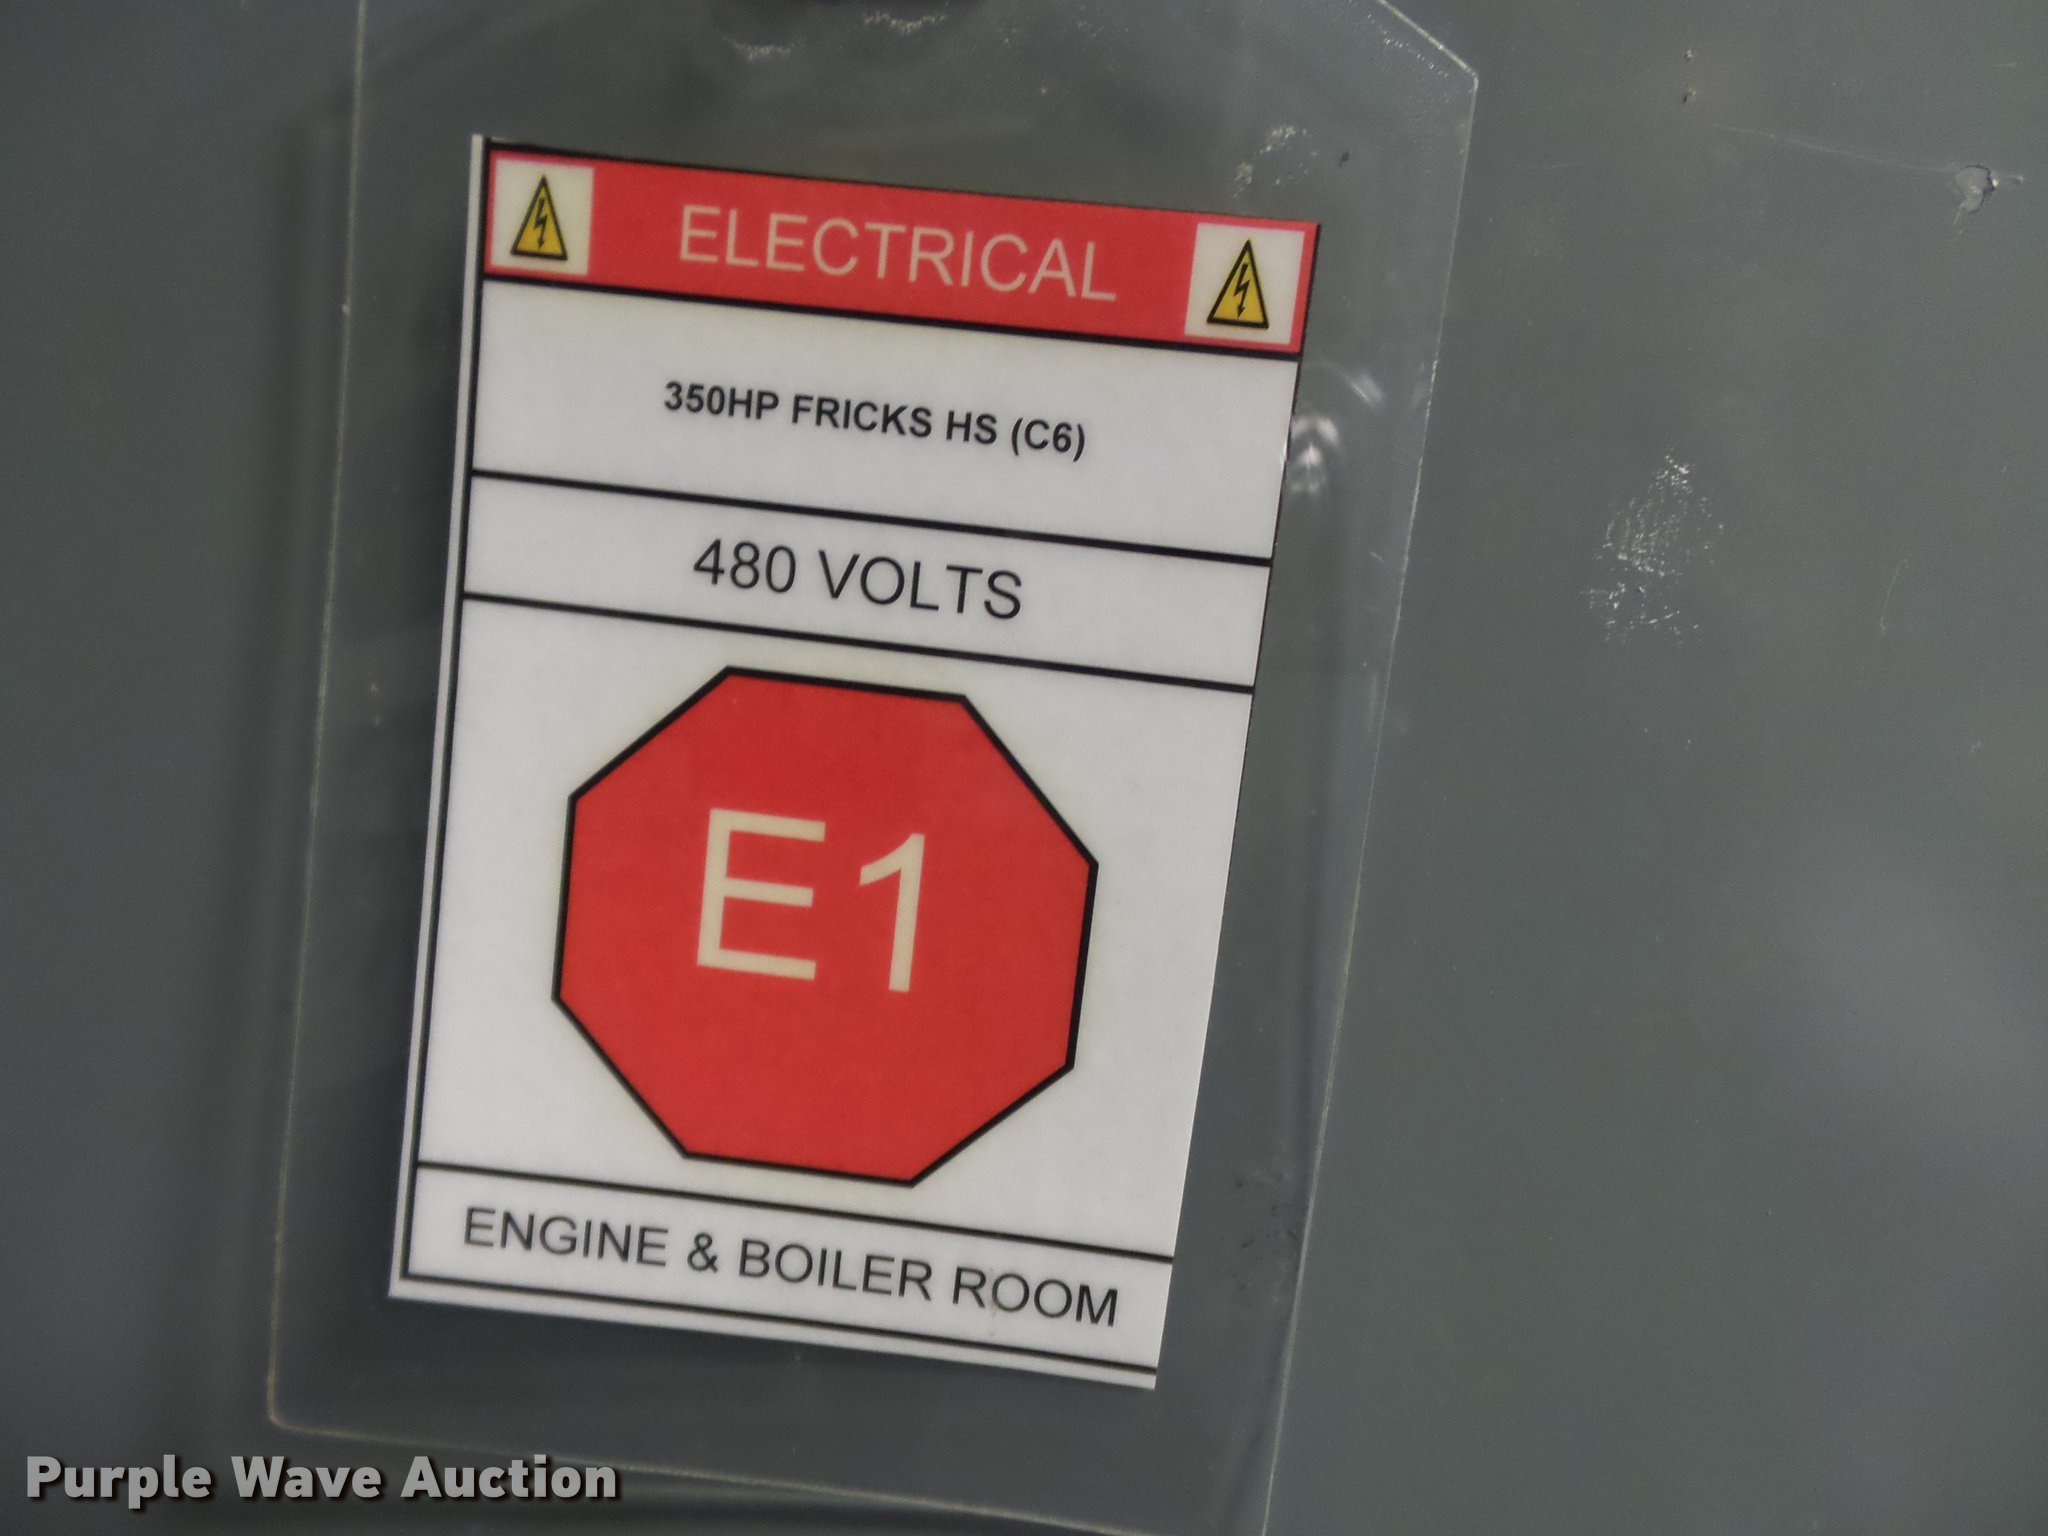 ELECTRICAL
350HP FRICKS HS (C6)
480 VOLTS
E1
ENGINE & BOILER ROOM
Purple Wave Auction